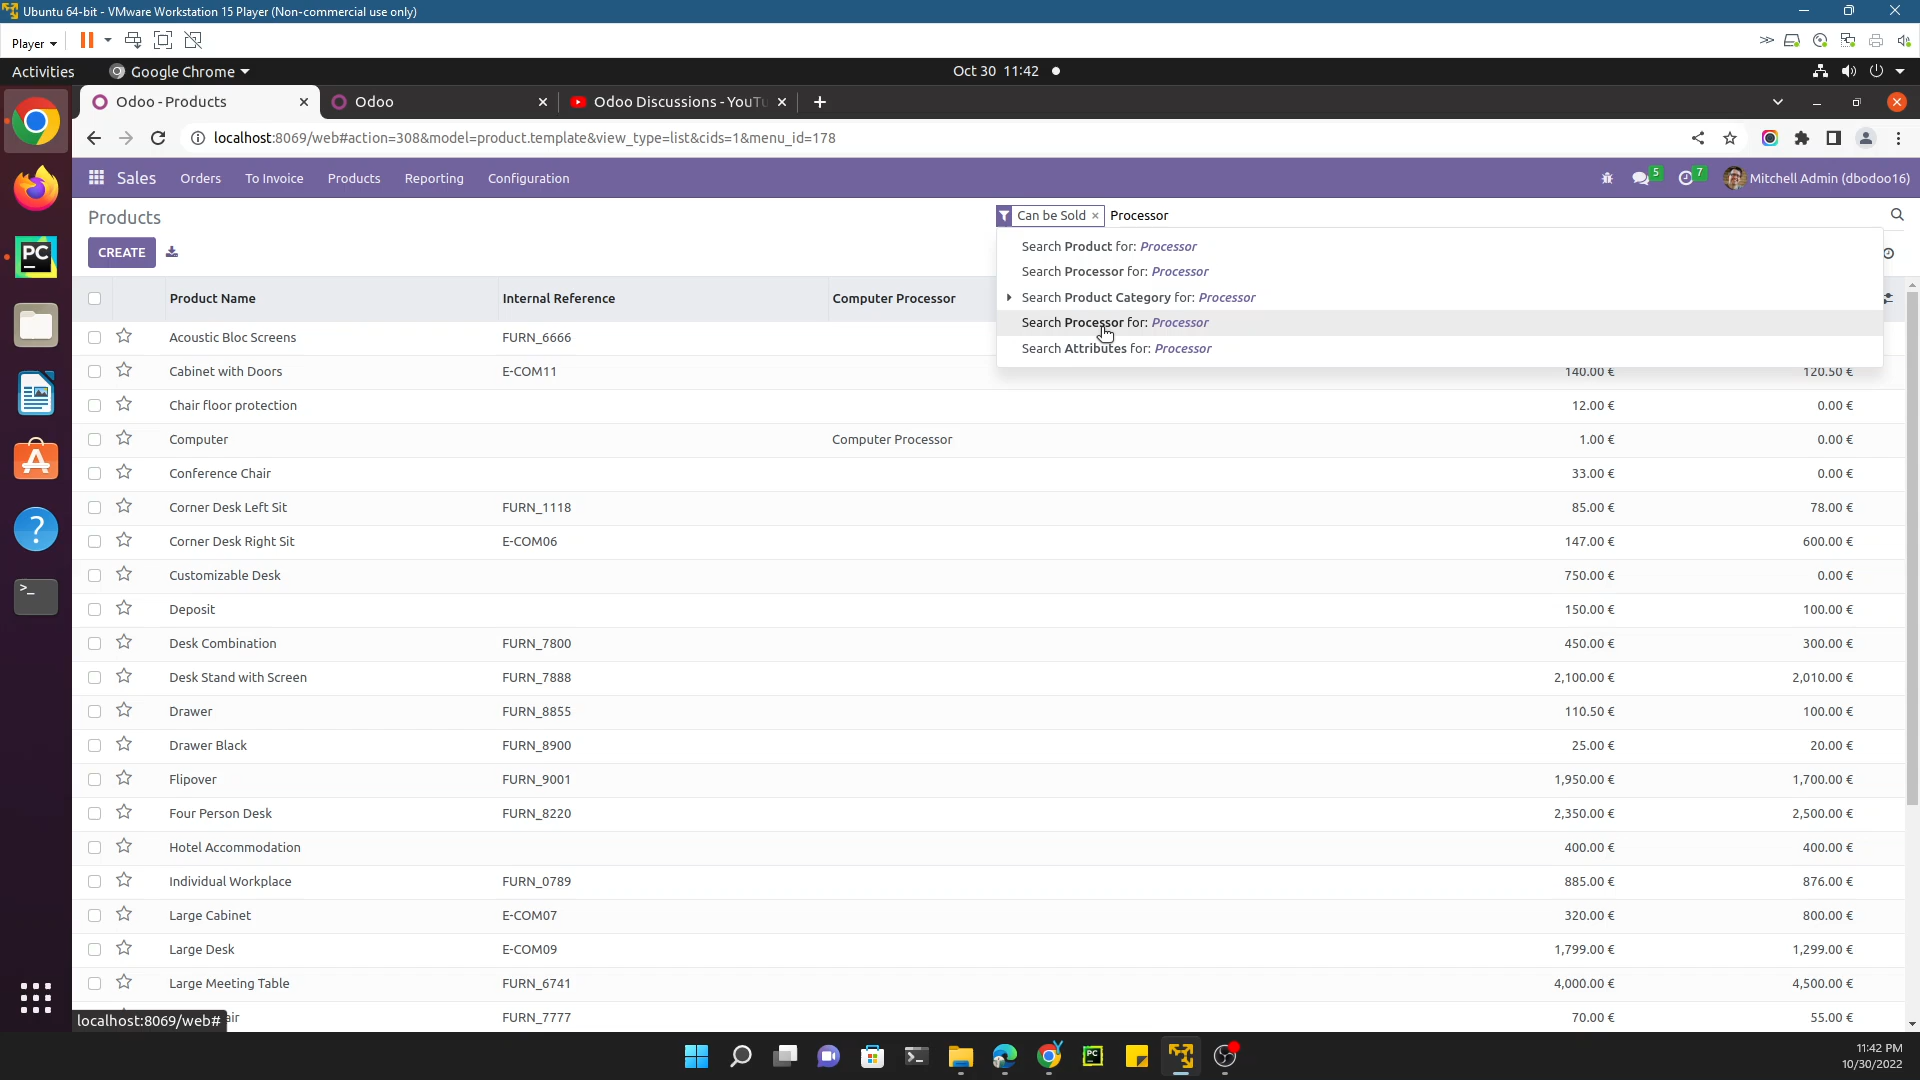 Ubuntu 64-bit - VMware Workstation 15 Player (Non-commercial use only)
Player
Activities
Google Chrome
Oct 30 11:42
Odoo - Products
Odoo
Odoo Discussions - YouTu
localhost:8069/web#action=308&model=product.template&view_type=list&cids=1&menu_id=178
Sales
Orders
To Invoice
Products
Reporting
Configuration
5
7
Mitchell Admin (dbodoo16)
Products
Can be Sold ×
Processor
CREATE
Search Product for: Processor
Search Processor for: Processor
Search Product Category for: Processor
Search Processor for: Processor
Search Attributes for: Processor
Product Name
Internal Reference
Computer Processor
Acoustic Bloc Screens FURN_6666
Cabinet with Doors E-COM11 140.00 € 120.50 €
Chair floor protection 12.00 € 0.00 €
Computer Computer Processor 1.00 € 0.00 €
Conference Chair 33.00 € 0.00 €
Corner Desk Left Sit FURN_1118 85.00 € 78.00 €
Corner Desk Right Sit E-COM06 147.00 € 600.00 €
Customizable Desk 750.00 € 0.00 €
Deposit 150.00 € 100.00 €
Desk Combination FURN_7800 450.00 € 300.00 €
Desk Stand with Screen FURN_7888 2,100.00 € 2,010.00 €
Drawer FURN_8855 110.50 € 100.00 €
Drawer Black FURN_8900 25.00 € 20.00 €
Flipover FURN_9001 1,950.00 € 1,700.00 €
Four Person Desk FURN_8220 2,350.00 € 2,500.00 €
Hotel Accommodation 400.00 € 400.00 €
Individual Workplace FURN_0789 885.00 € 876.00 €
Large Cabinet E-COM07 320.00 € 800.00 €
Large Desk E-COM09 1,799.00 € 1,299.00 €
Large Meeting Table FURN_6741 4,000.00 € 4,500.00 €
air FURN_7777 70.00 € 55.00 €
localhost:8069/web#
11:42 PM
10/30/2022